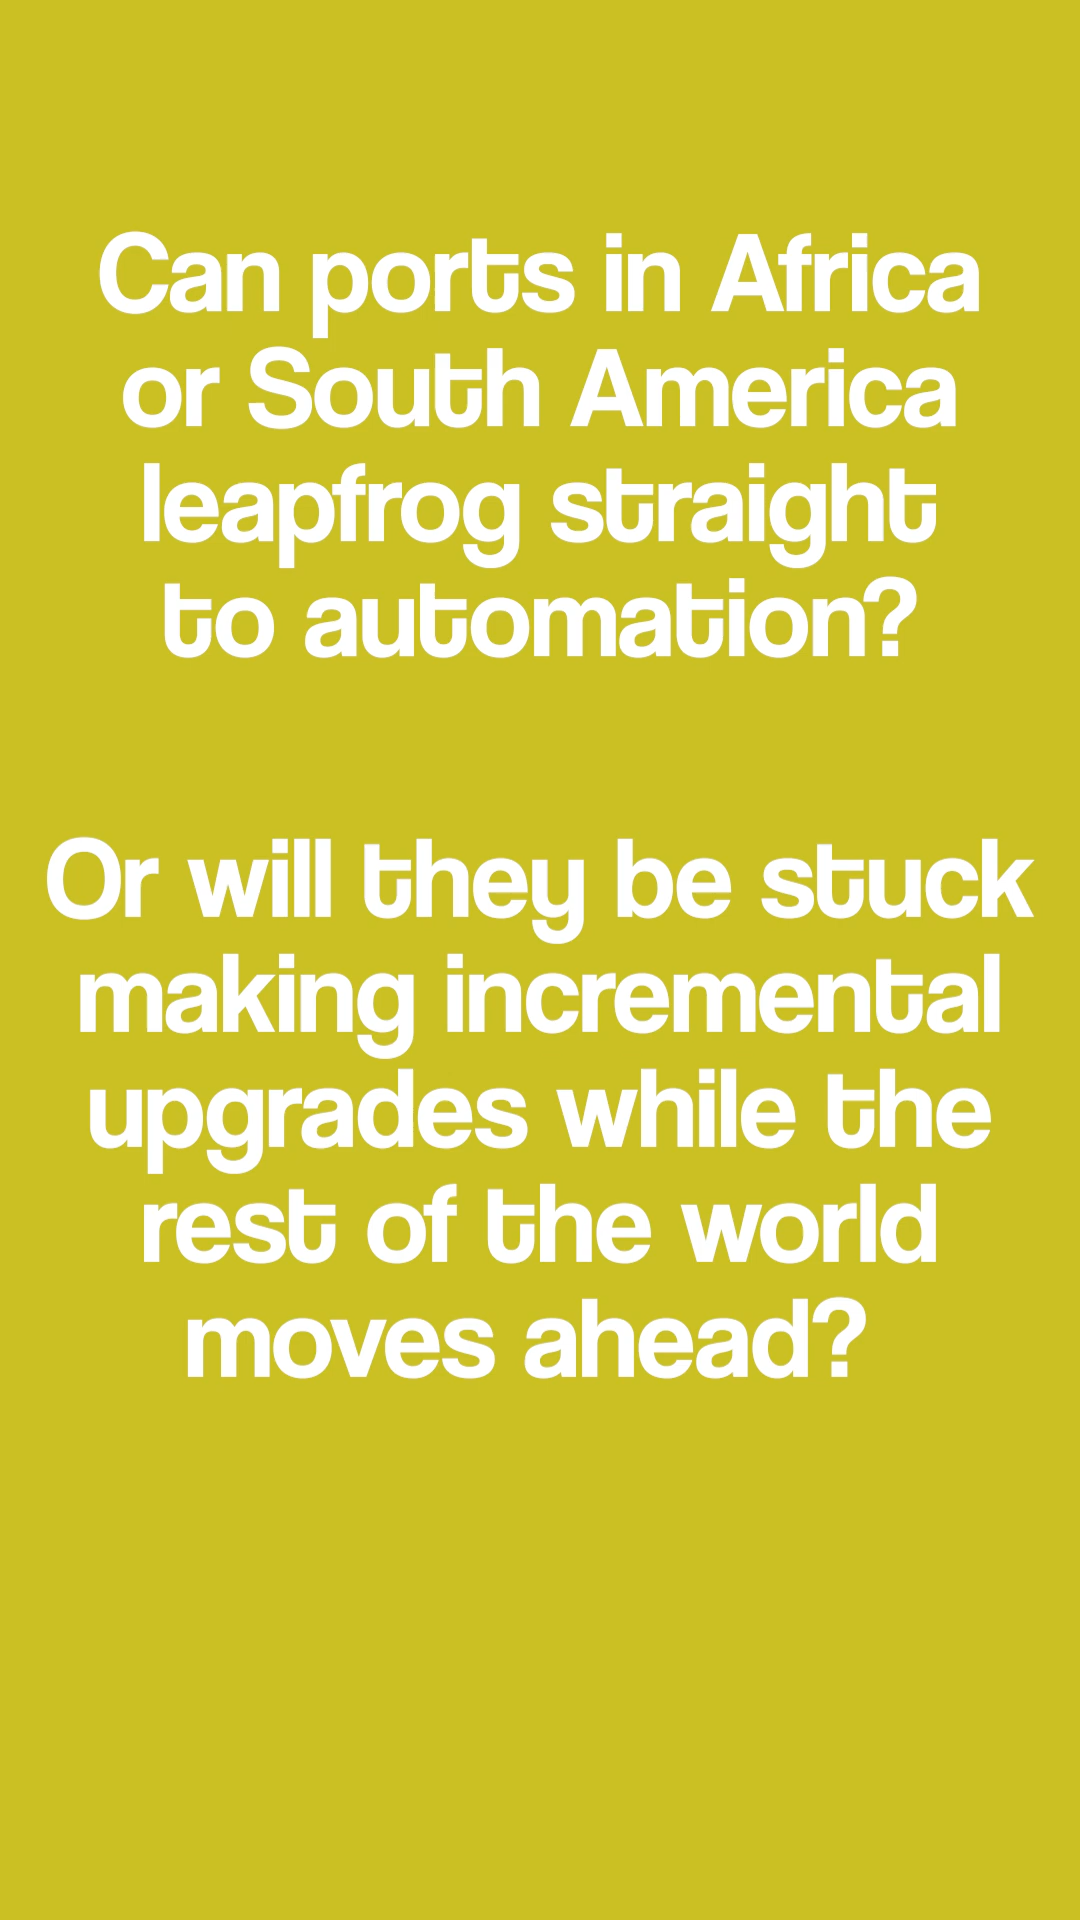 Can ports in Africa
or South America
leapfrog straight
to automation?
Or will they be stuck
making incremental
upgrades while the
rest of the world
moves ahead?